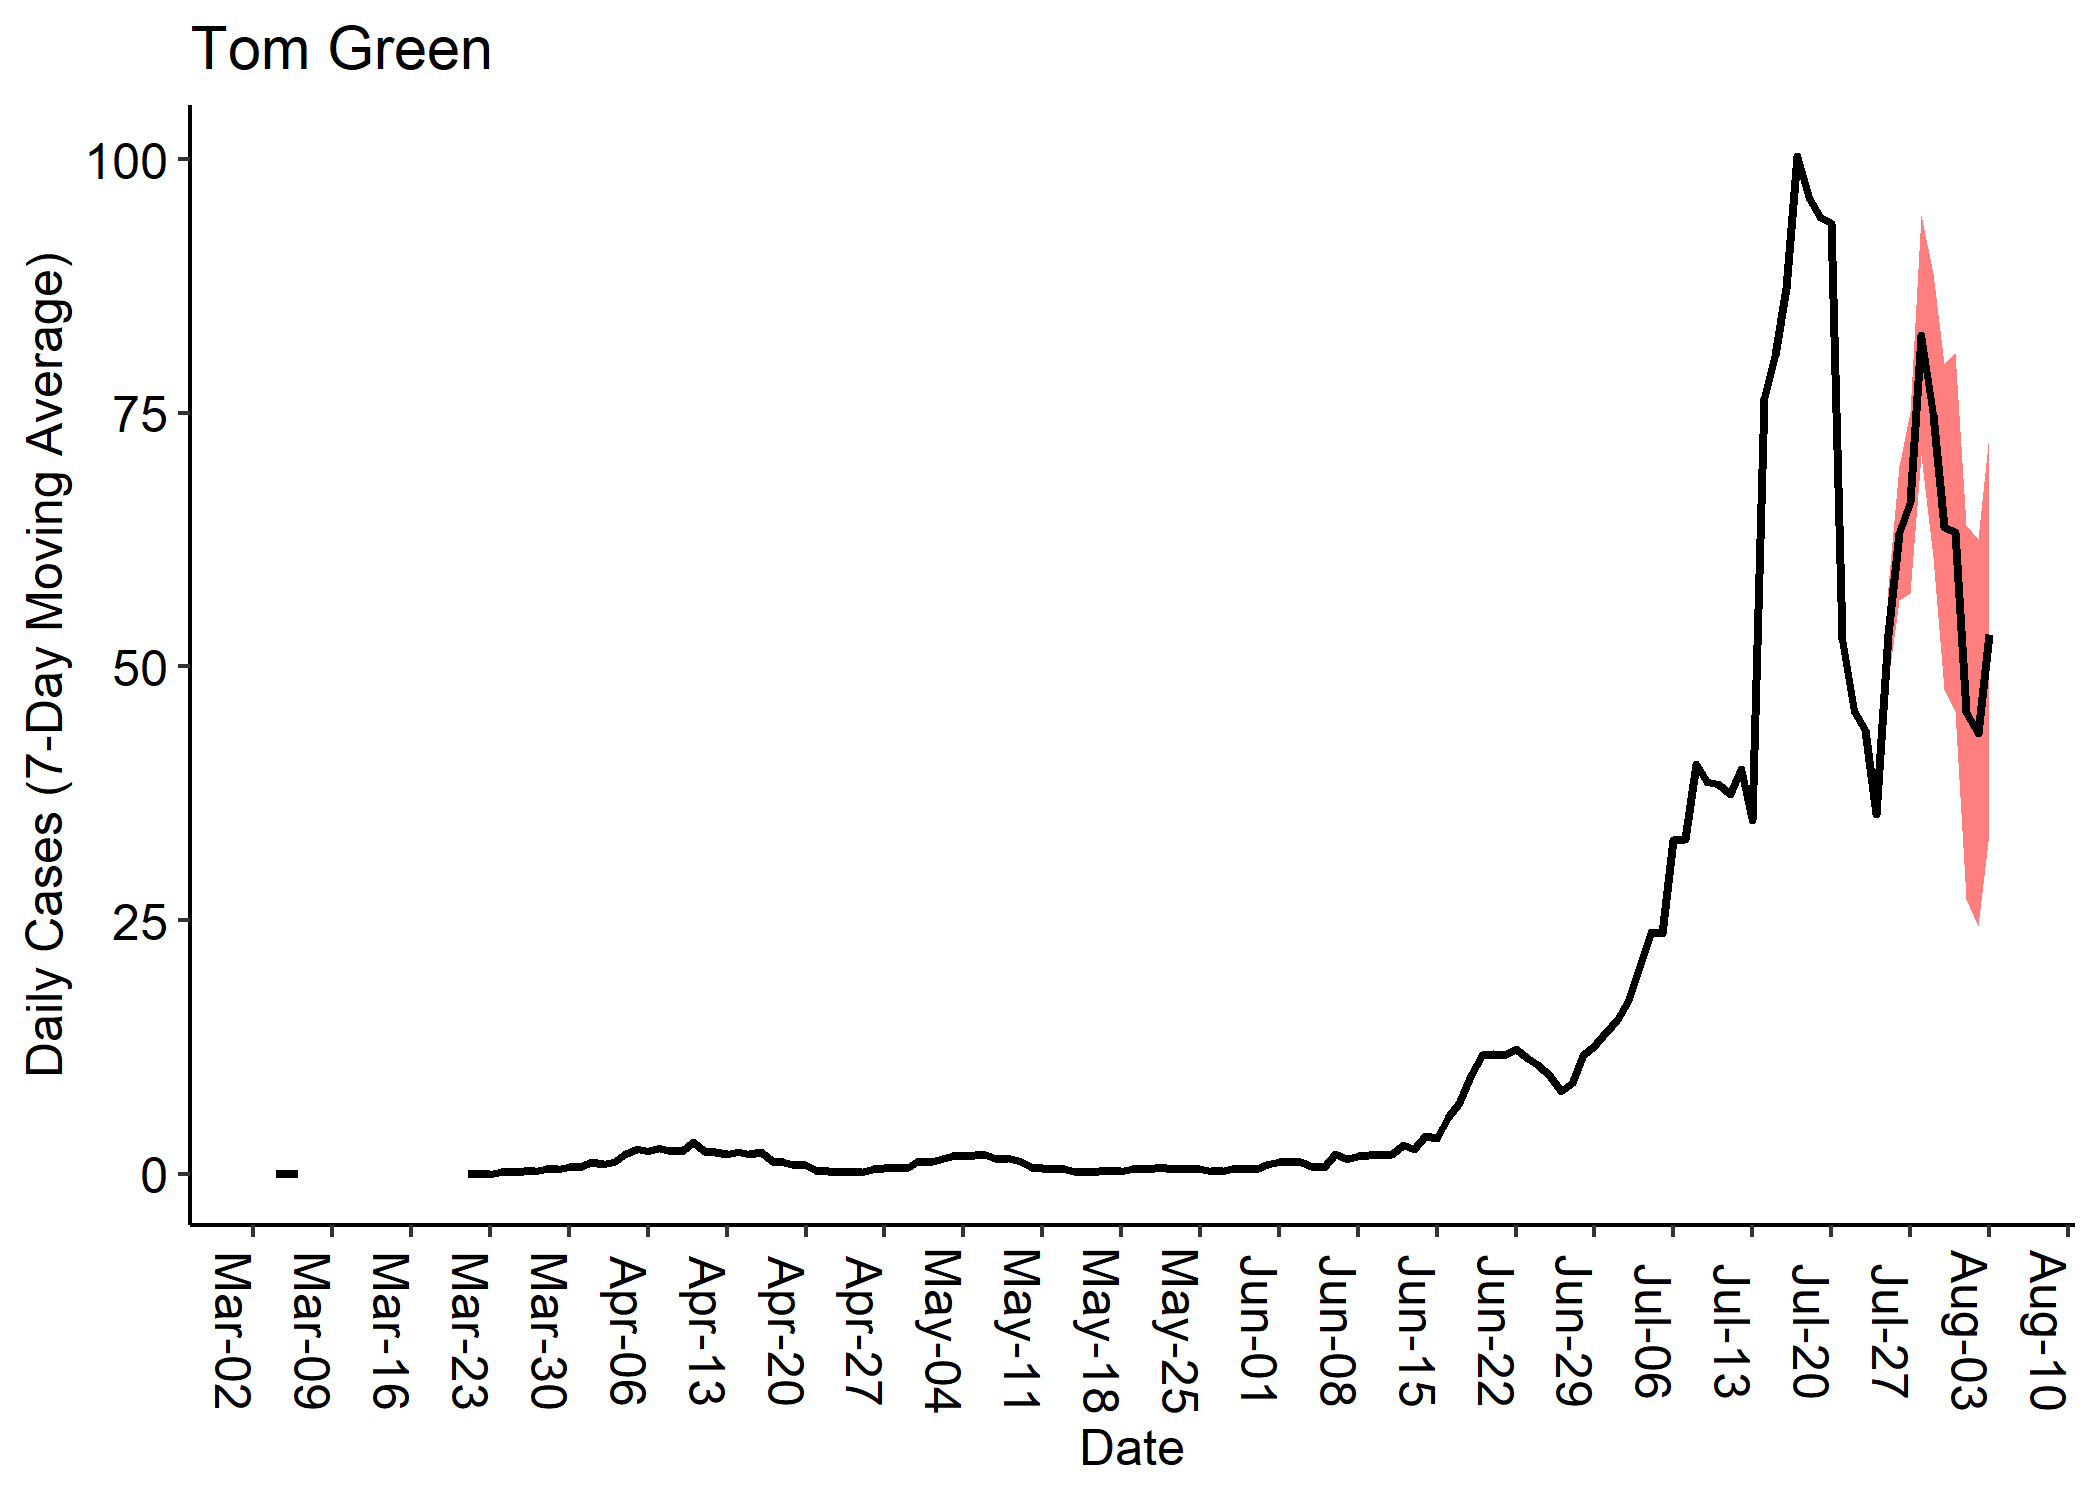 Tom Green
Daily Cases (7-Day Moving Average)
100
75
50
25
0
Mar-02
Mar-09
Mar-16
Mar-23
Mar-30
Apr-06
Apr-13
Apr-20
Apr-27
May-04
May-11
May-18
May-25
Jun-01
Jun-08
Jun-15
Jun-22
Jun-29
Jul-06
Jul-13
Jul-20
Jul-27
Aug-03
Aug-10
Date